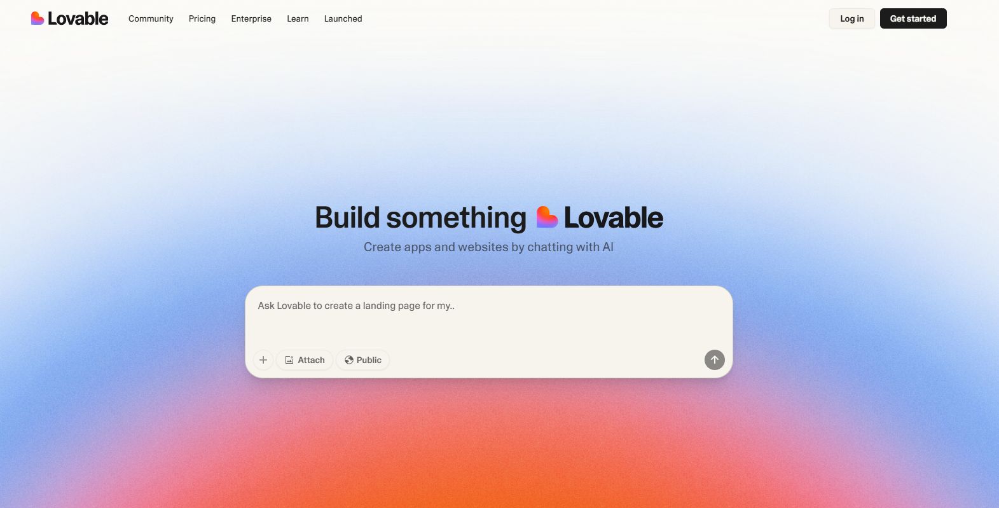 Lovable Community Pricing Enterprise Learn Launched Log in Get started
Build something Lovable
Create apps and websites by chatting with AI
Ask Lovable to create a landing page for my..
Attach Public